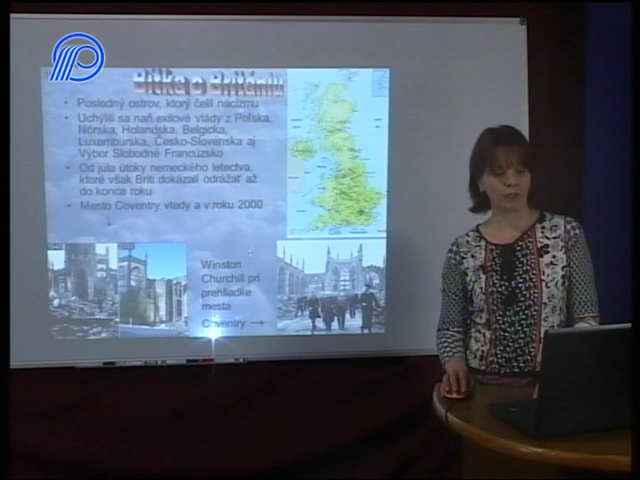 Bitka o Britániu
• Posledný ostrov, ktorý čelil nacizmu
• Uchýlili sa naň exilové vlády z Poľska,
Nórska, Holandska, Belgicka,
Luxemburska, Česko-Slovenska aj
Výbor Slobodné Francúzsko
• Od júla útoky nemeckého letectva,
ktoré však Briti dokázali odrážať až
do konca roku
• Mesto Coventry vtedy a v roku 2000
↓
Winston
Churchill pri
prehliadke
mesta
Coventry →